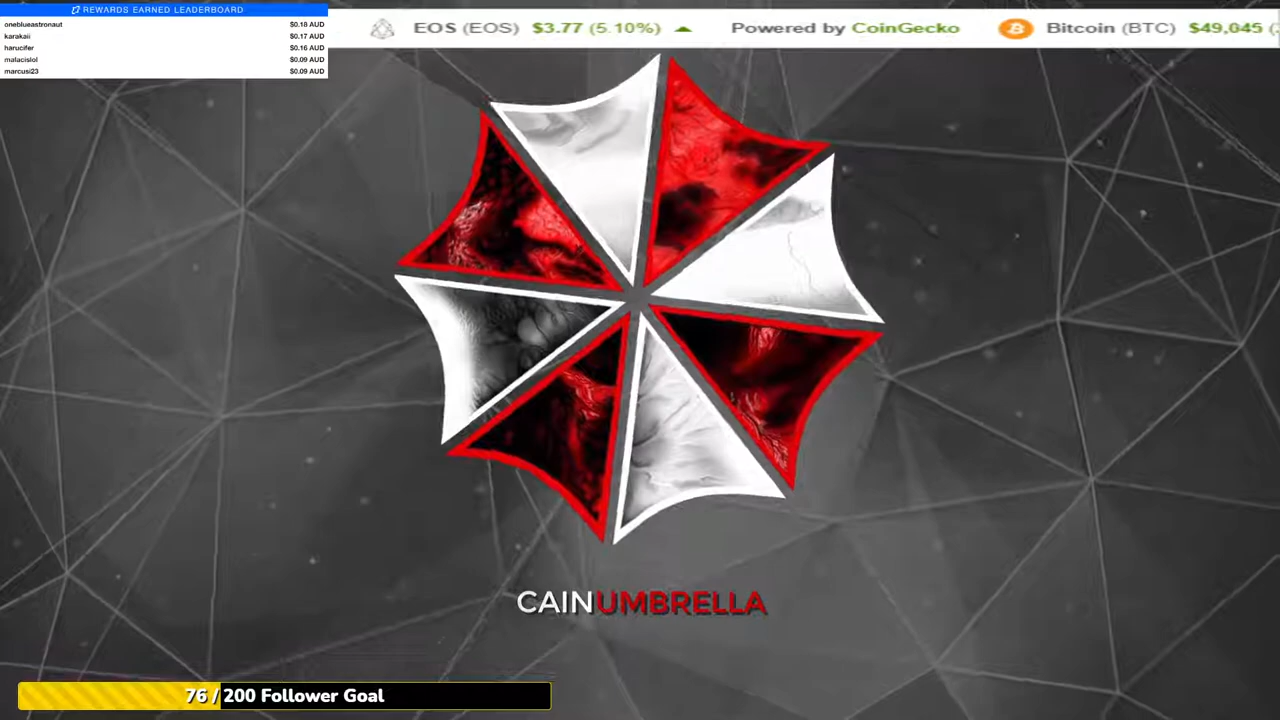 REWARDS EARNED LEADERBOARD
oneblueastronaut $0.18 AUD
karakaii $0.17 AUD
harucifer $0.16 AUD
malacislol $0.09 AUD
marcusi23 $0.09 AUD
EOS (EOS) $3.77 (5.10%) Powered by CoinGecko Bitcoin (BTC) $49,045 (
CAINUMBRELLA
76 / 200 Follower Goal